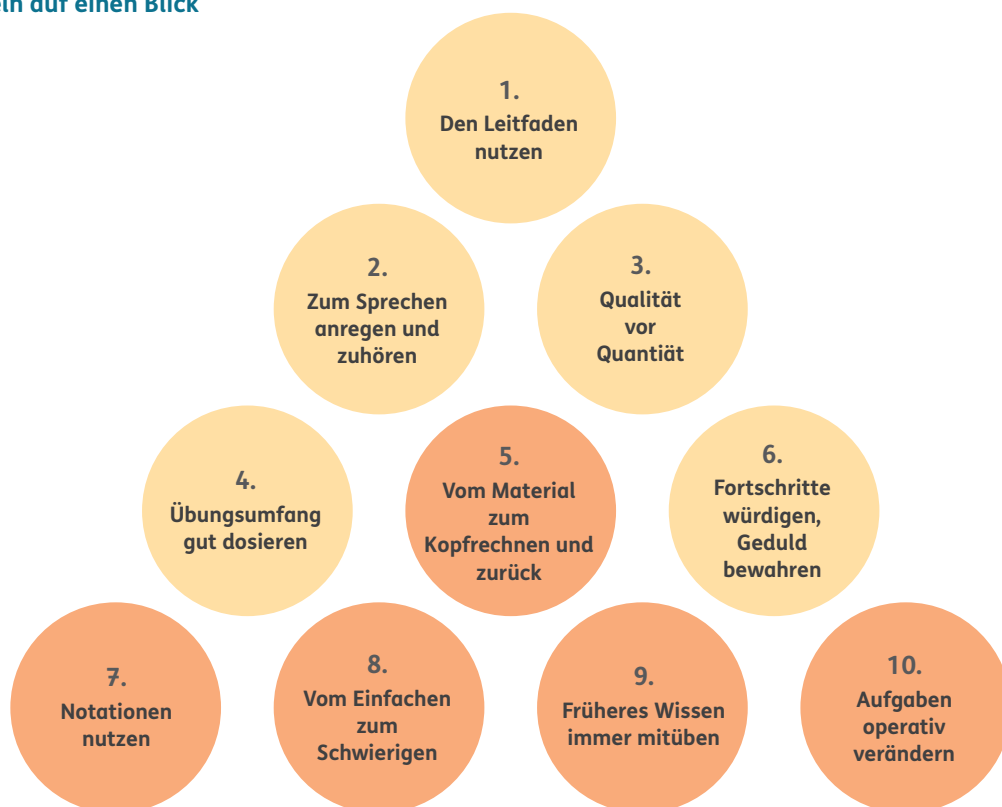 auf einen Blick
1.
Den Leitfaden
nutzen
2.
Zum Sprechen
anregen und
zuhören
3.
Qualität
vor
Quantiät
4.
Übungsumfang
gut dosieren
5.
Vom Material
zum
Kopfrechnen und
zurück
6.
Fortschritte
würdigen,
Geduld
bewahren
7.
Notationen
nutzen
8.
Vom Einfachen
zum
Schwierigen
9.
Früheres Wissen
immer mitüben
10.
Aufgaben
operativ
verändern